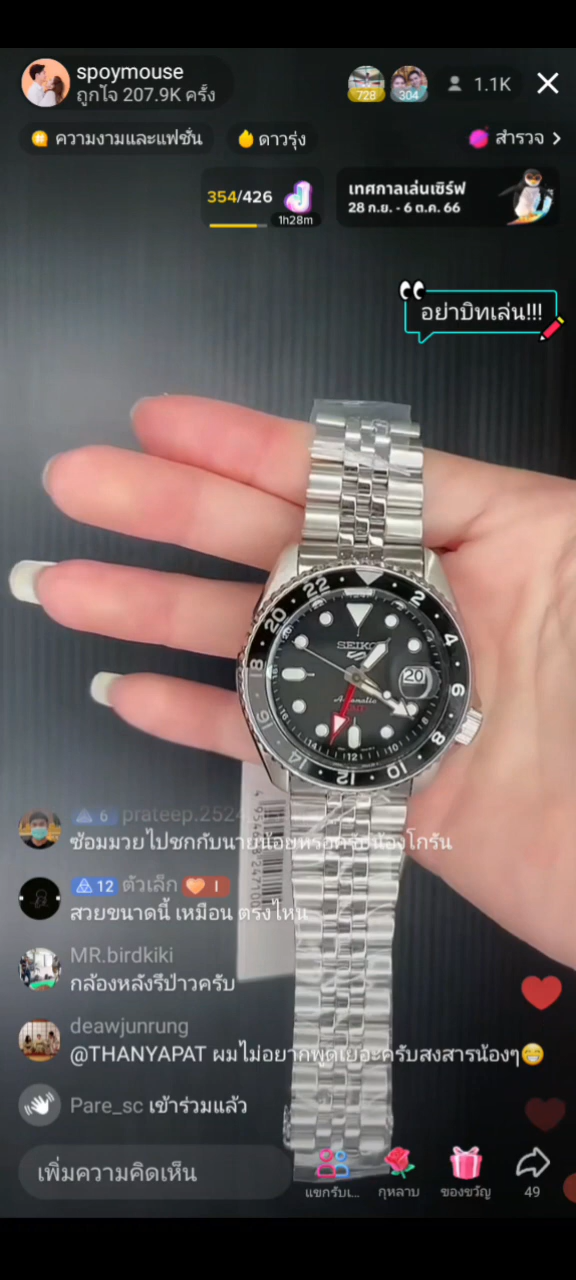 spoymouse
ถูกใจ 207.9K ครั้ง
728
304
1.1K
ความงามและแฟชั่น
ดาวรุ่ง
สำรวจ
354/426
1h28m
เทศกาลเล่นเซิร์ฟ
28 ก.ย. - 6 ต.ค. 66
อย่าบิทเล่น!!!
22
2
20
4
18
6
16
8
14
12
10
SEIKO
20
Automatic
6 prateep.2524
ซ้อมมวยไปชกกับนายน้อยหรอครับน้องโกร้น
12 ตัวเล็ก I
สวยขนาดนี้ เหมือน ตรงไหน
MR.birdkiki
กล้องหลังรึป่าวครับ
deawjunrung
@THANYAPAT ผมไม่อยากพูดเยอะครับสงสารน้องๆ😁
Pare_sc เข้าร่วมแล้ว
เพิ่มความคิดเห็น
แขกรับเ...
กุหลาบ
ของขวัญ
49